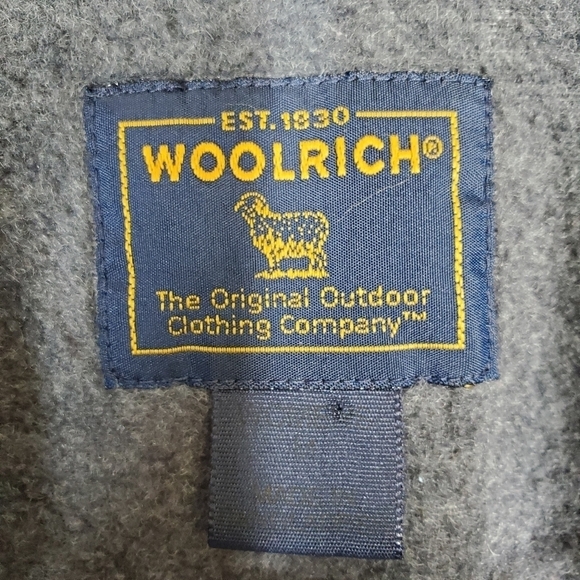 EST. 1830
WOOLRICH®
The Original Outdoor
Clothing Company™